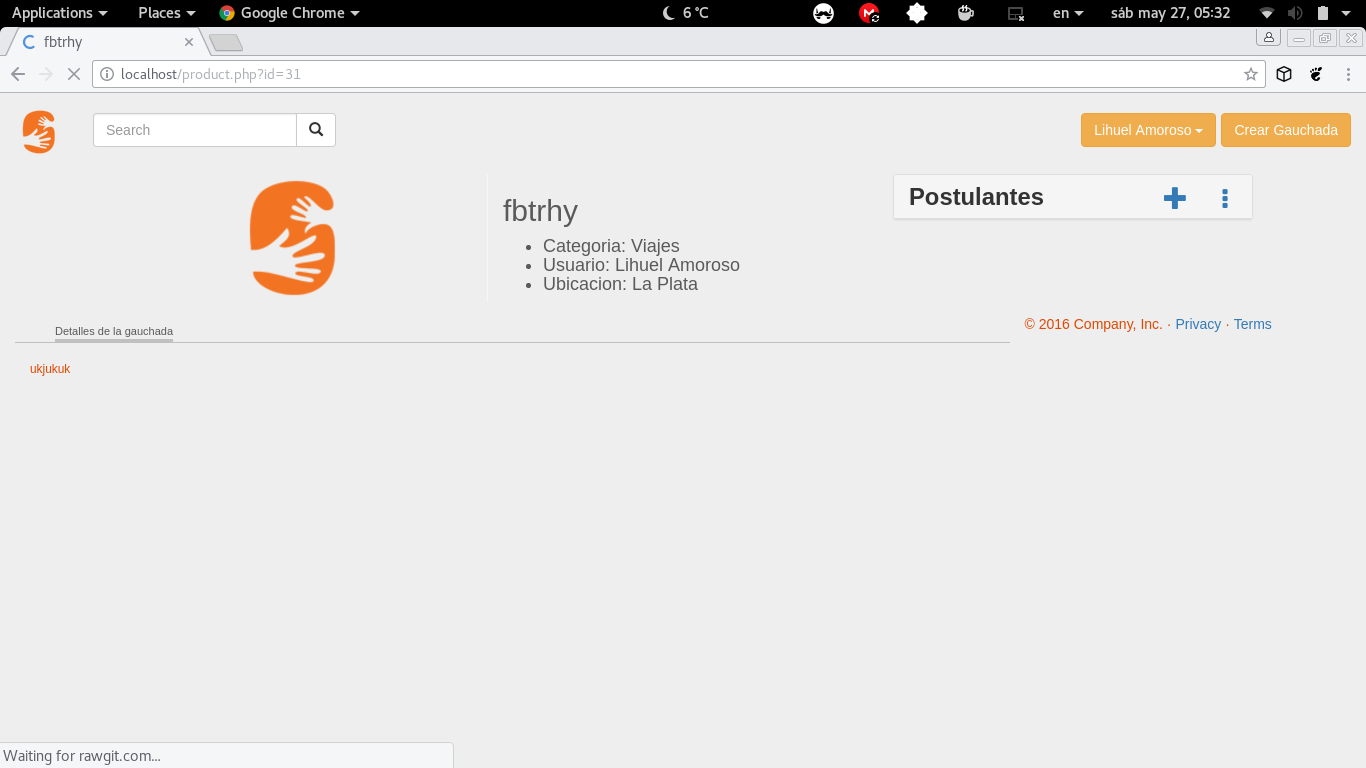 Applications Places Google Chrome 6 °C en sáb may 27, 05:32
fbtrhy
localhost/product.php?id=31
Search Lihuel Amoroso Crear Gauchada
fbtrhy
Categoria: Viajes
Usuario: Lihuel Amoroso
Ubicacion: La Plata
Postulantes
Detalles de la gauchada
© 2016 Company, Inc. · Privacy · Terms
ukjukuk
Waiting for rawgit.com...